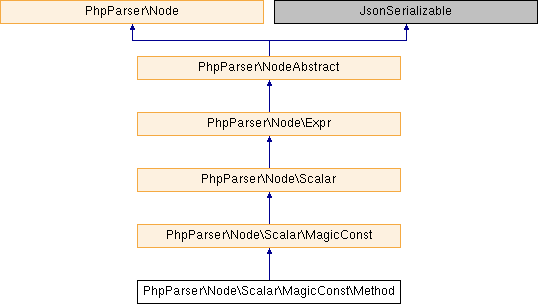 PhpParser\Node
JsonSerializable
PhpParser\NodeAbstract
PhpParser\Node\Expr
PhpParser\Node\Scalar
PhpParser\Node\Scalar\MagicConst
PhpParser\Node\Scalar\MagicConst\Method